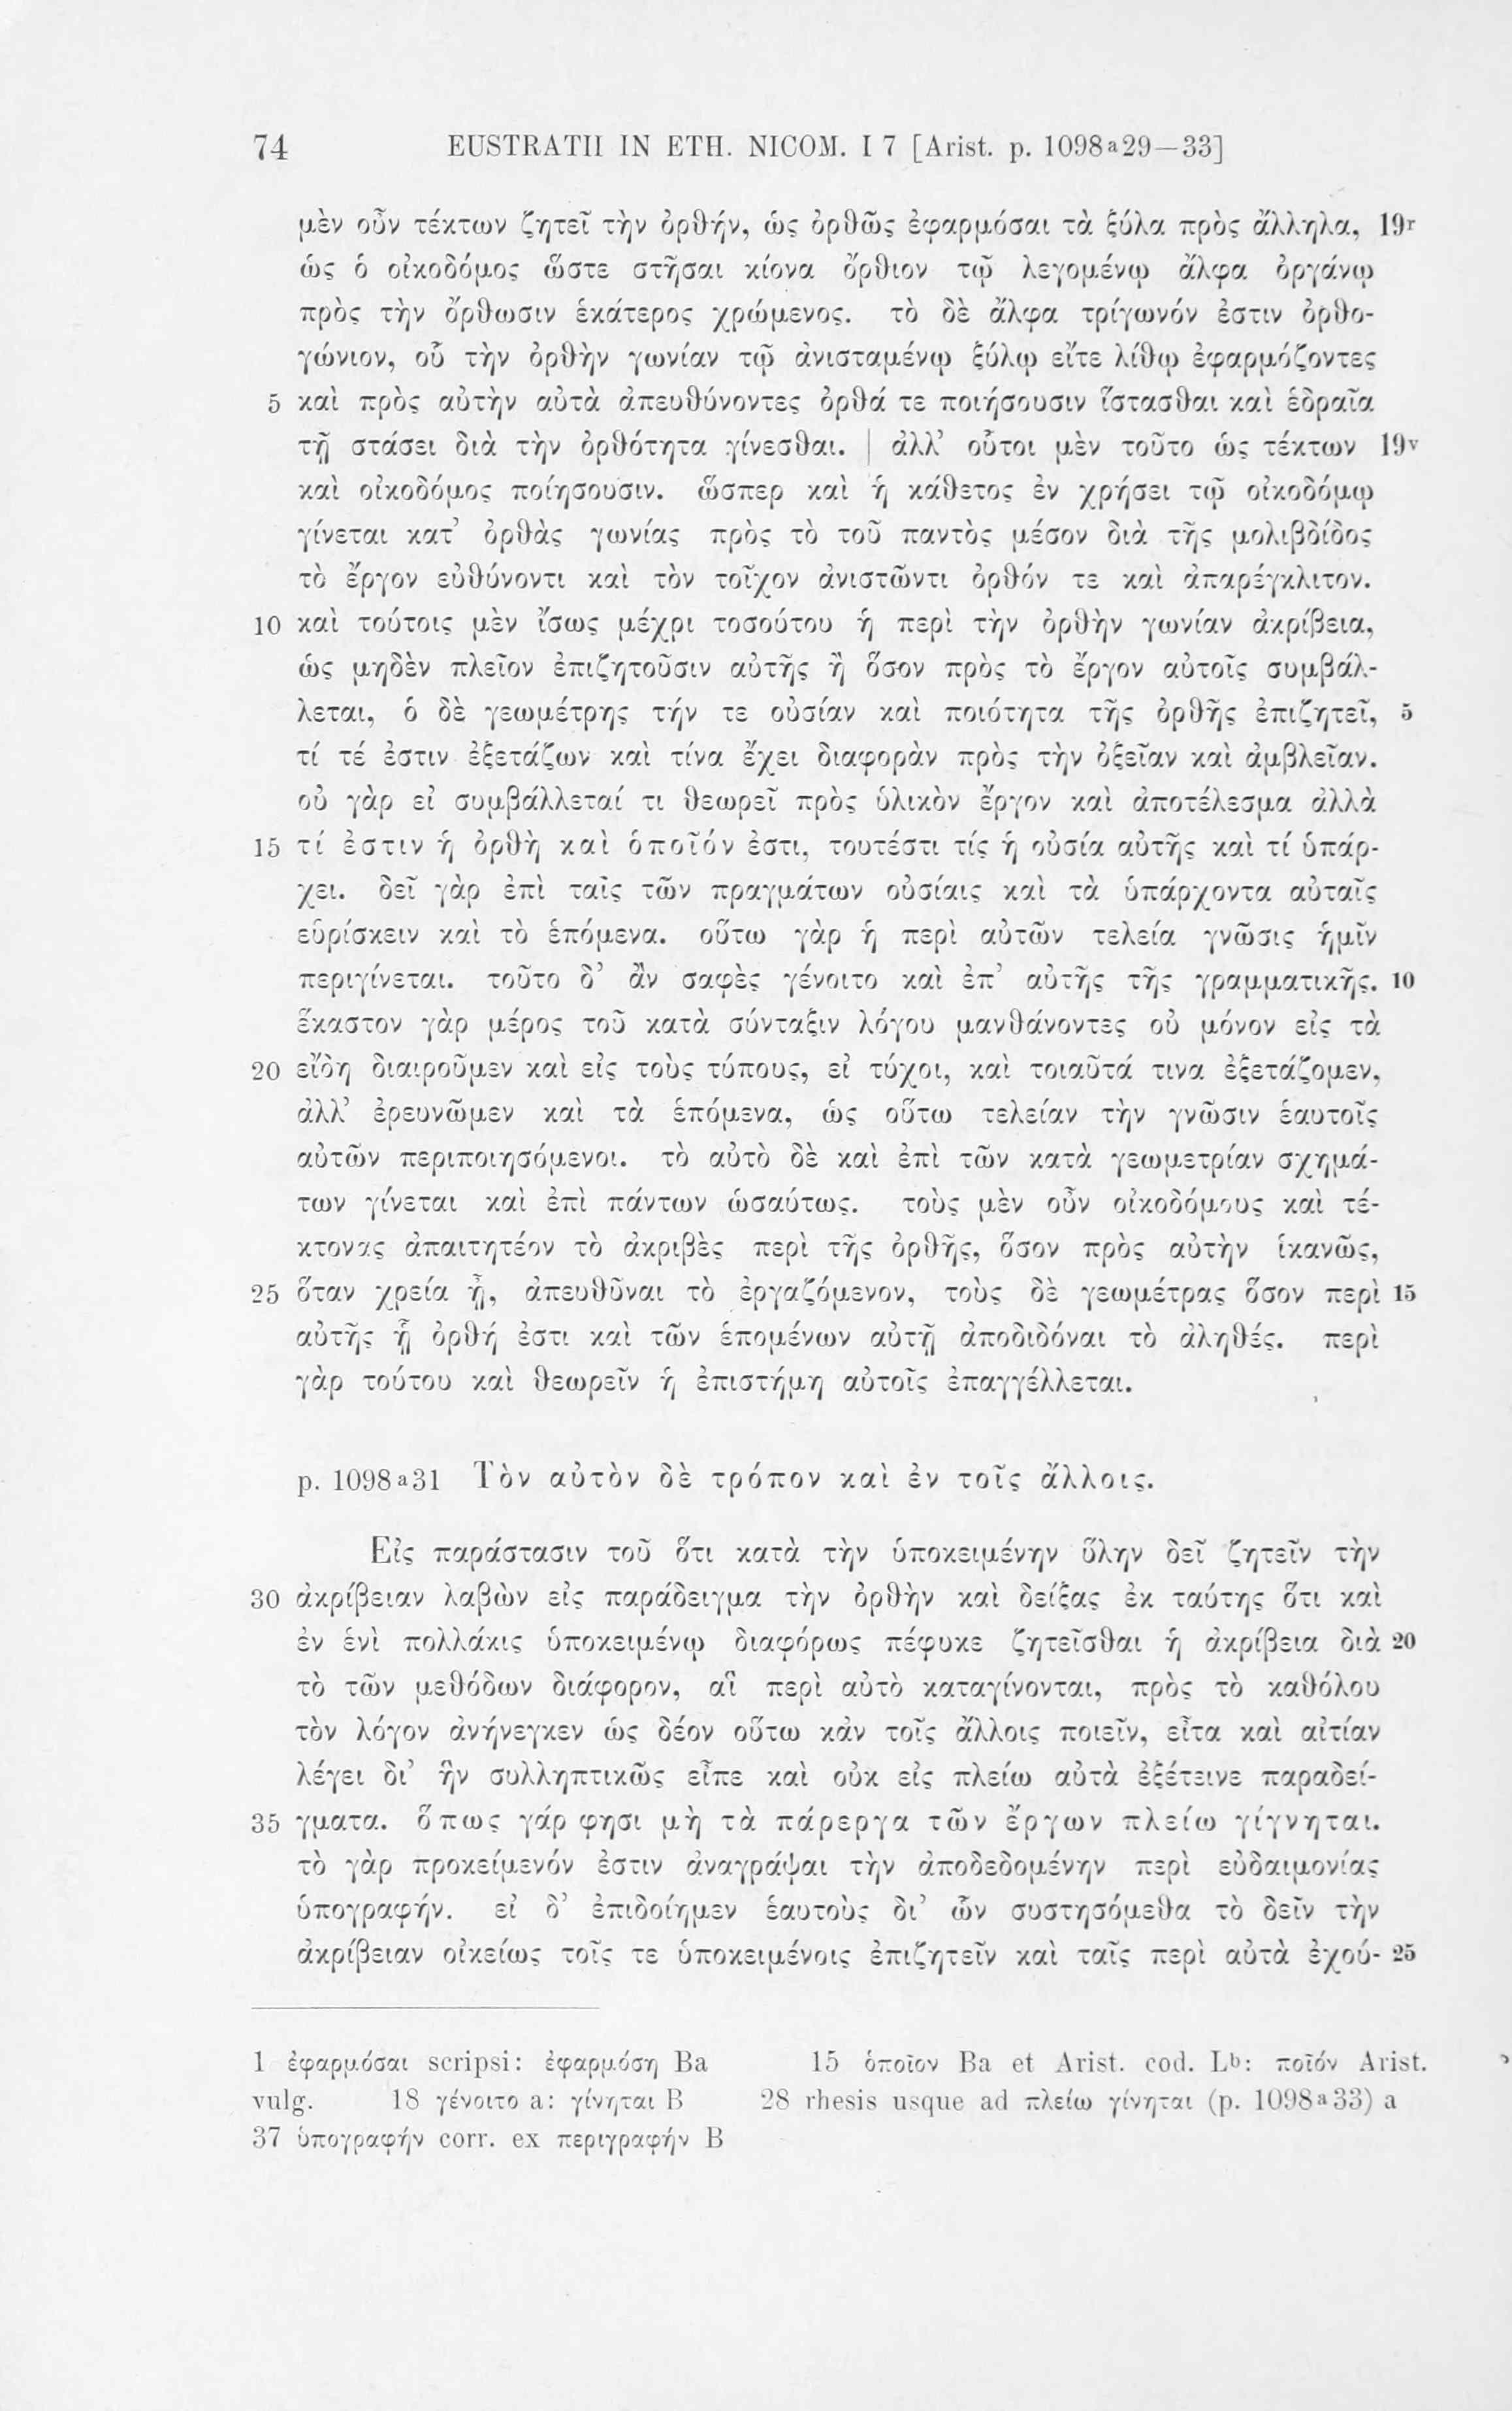 74 EUSTRATII IN ETH. NICOM. I 7 [Arist. p. 1098ᵃ29—33]
μὲν οὖν τέκτων ζητεῖ τὴν ὀρθήν, ὡς ὀρθῶς ἐφαρμόσαι τὰ ξύλα πρὸς ἄλληλα, 19ʳ
ὡς ὁ οἰκοδόμος ὥστε στῆσαι κίονα ὄρθιον τῷ λεγομένῳ ἄλφα ὀργάνῳ
πρὸς τὴν ὄρθωσιν ἑκάτερος χρώμενος. τὸ δὲ ἄλφα τρίγωνόν ἐστιν ὀρθο-
γώνιον, οὗ τὴν ὀρθὴν γωνίαν τῷ ἀνισταμένῳ ξύλῳ εἴτε λίθῳ ἐφαρμόζοντες
5 καὶ πρὸς αὐτὴν αὐτὰ ἀπευθύνοντες ὀρθά τε ποιήσουσιν ἵστασθαι καὶ ἑδραῖα
τῇ στάσει διὰ τὴν ὀρθότητα γίνεσθαι. | ἀλλ’ οὗτοι μὲν τοῦτο ὡς τέκτων 19ᵛ
καὶ οἰκοδόμος ποίησουσιν. ὥσπερ καὶ ἡ κάθετος ἐν χρήσει τῷ οἰκοδόμῳ
γίνεται κατ’ ὀρθὰς γωνίας πρὸς τὸ τοῦ παντὸς μέσον διὰ τῆς μολιβδίδος
τὸ ἔργον εὐθύνοντι καὶ τὸν τοῖχον ἀνιστῶντι ὀρθόν τε καὶ ἀπαρέγκλιτον.
10 καὶ τούτοις μὲν ἴσως μέχρι τοσούτου ἡ περὶ τὴν ὀρθὴν γωνίαν ἀκρίβεια,
ὡς μηδὲν πλεῖον ἐπιζητοῦσιν αὐτῆς ἢ ὅσον πρὸς τὸ ἔργον αὐτοῖς συμβάλ-
λεται, ὁ δὲ γεωμέτρης τήν τε οὐσίαν καὶ ποιότητα τῆς ὀρθῆς ἐπιζητεῖ, 5
τί τέ ἐστιν ἐξετάζων καὶ τίνα ἔχει διαφορὰν πρὸς τὴν ὀξεῖαν καὶ ἀμβλεῖαν.
οὐ γὰρ εἰ συμβάλλεταί τι θεωρεῖ πρὸς ὑλικὸν ἔργον καὶ ἀποτέλεσμα ἀλλὰ
15 τί ἐστιν ἡ ὀρθὴ καὶ ὁποῖόν ἐστι, τουτέστι τίς ἡ οὐσία αὐτῆς καὶ τί ὑπάρ-
χει. δεῖ γὰρ ἐπὶ ταῖς τῶν πραγμάτων οὐσίαις καὶ τὰ ὑπάρχοντα αὐταῖς
εὑρίσκειν καὶ τὸ ἑπόμενα. οὕτω γὰρ ἡ περὶ αὐτῶν τελεία γνῶσις ἡμῖν
περιγίνεται. τοῦτο δ’ ἂν σαφὲς γένοιτο καὶ ἐπ’ αὐτῆς τῆς γραμματικῆς. 10
ἕκαστον γὰρ μέρος τοῦ κατὰ σύνταξιν λόγου μανθάνοντες οὐ μόνον εἰς τὰ
20 εἴδη διαιροῦμεν καὶ εἰς τοὺς τύπους, εἰ τύχοι, καὶ τοιαῦτά τινα ἐξετάζομεν,
ἀλλ’ ἐρευνῶμεν καὶ τὰ ἑπόμενα, ὡς οὕτω τελείαν τὴν γνῶσιν ἑαυτοῖς
αὐτῶν περιποιησόμενοι. τὸ αὐτὸ δὲ καὶ ἐπὶ τῶν κατὰ γεωμετρίαν σχημά-
των γίνεται καὶ ἐπὶ πάντων ὡσαύτως. τοὺς μὲν οὖν οἰκοδόμους καὶ τέ-
κτονας ἀπαιτητέον τὸ ἀκριβὲς περὶ τῆς ὀρθῆς, ὅσον πρὸς αὐτὴν ἱκανῶς,
25 ὅταν χρεία ᾖ, ἀπευθῦναι τὸ ἐργαζόμενον, τοὺς δὲ γεωμέτρας ὅσον περὶ 15
αὐτῆς ᾗ ὀρθή ἐστι καὶ τῶν ἑπομένων αὐτῇ ἀποδιδόναι τὸ ἀληθές. περὶ
γὰρ τούτου καὶ θεωρεῖν ἡ ἐπιστήμη αὐτοῖς ἐπαγγέλλεται.
p. 1098ᵃ31 Τὸν αὐτὸν δὲ τρόπον καὶ ἐν τοῖς ἄλλοις.
Εἰς παράστασιν τοῦ ὅτι κατὰ τὴν ὑποκειμένην ὕλην δεῖ ζητεῖν τὴν
30 ἀκρίβειαν λαβὼν εἰς παράδειγμα τὴν ὀρθὴν καὶ δείξας ἐκ ταύτης ὅτι καὶ
ἐν ἑνὶ πολλάκις ὑποκειμένῳ διαφόρως πέφυκε ζητεῖσθαι ἡ ἀκρίβεια διὰ 20
τὸ τῶν μεθόδων διάφορον, αἳ περὶ αὐτὸ καταγίνονται, πρὸς τὸ καθόλου
τὸν λόγον ἀνήνεγκεν ὡς δέον οὕτω κἀν τοῖς ἄλλοις ποιεῖν, εἶτα καὶ αἰτίαν
λέγει δι’ ἣν συλληπτικῶς εἶπε καὶ οὐκ εἰς πλείω αὐτὰ ἐξέτεινε παραδεί-
35 γματα. ὅπως γάρ φησι μὴ τὰ πάρεργα τῶν ἔργων πλείω γίγνηται.
τὸ γὰρ προκείμενόν ἐστιν ἀναγράψαι τὴν ἀποδεδομένην περὶ εὐδαιμονίας
ὑπογραφήν. εἰ δ’ ἐπιδοίημεν ἑαυτοὺς δι’ ὧν συστησόμεθα τὸ δεῖν τὴν
ἀκρίβειαν οἰκείως τοῖς τε ὑποκειμένοις ἐπιζητεῖν καὶ ταῖς περὶ αὐτὰ ἐχού- 25
1 ἐφαρμόσαι scripsi: ἐφαρμόσῃ Ba 15 ὁποῖον Ba et Arist. cod. Lᵇ: ποῖόν Arist.
vulg. 18 γένοιτο a: γίνηται B 28 rhesis usque ad πλείω γίνηται (p. 1098ᵃ33) a
37 ὑπογραφήν corr. ex περιγραφήν B